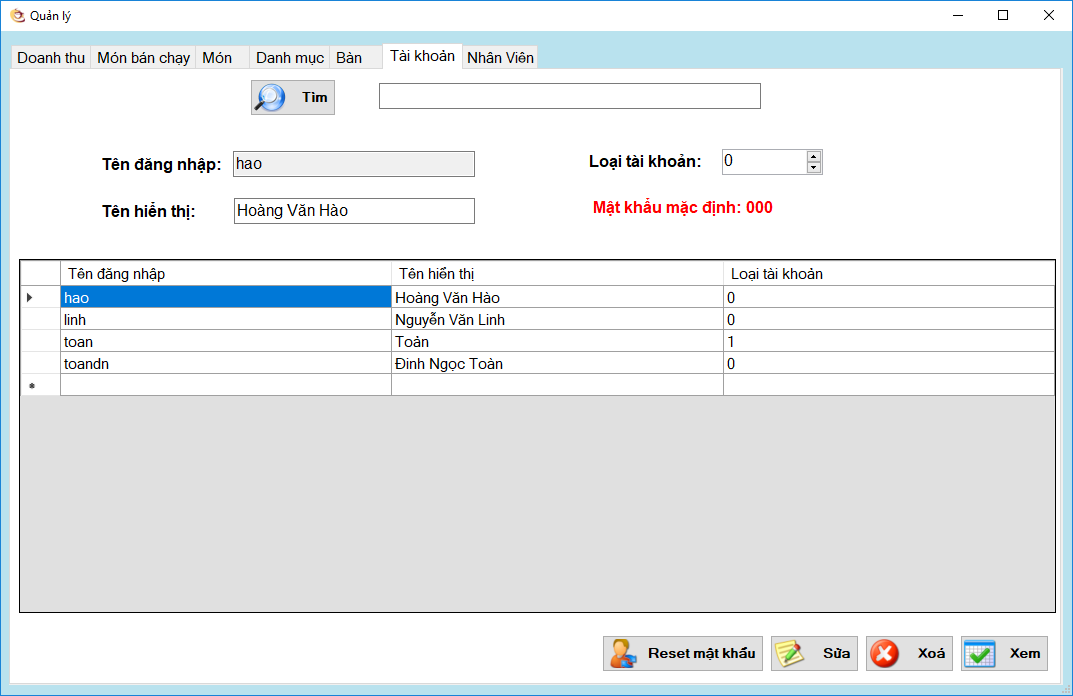 Quản lý
Doanh thu Món bán chạy Món Danh mục Bàn Tài khoản Nhân Viên
Tìm
Tên đăng nhập: hao Loại tài khoản: 0
Tên hiển thị: Hoàng Văn Hào Mật khẩu mặc định: 000
Tên đăng nhập Tên hiển thị Loại tài khoản
hao Hoàng Văn Hào 0
linh Nguyễn Văn Linh 0
toan Toản 1
toandn Đinh Ngọc Toàn 0
Reset mật khẩu Sửa Xoá Xem